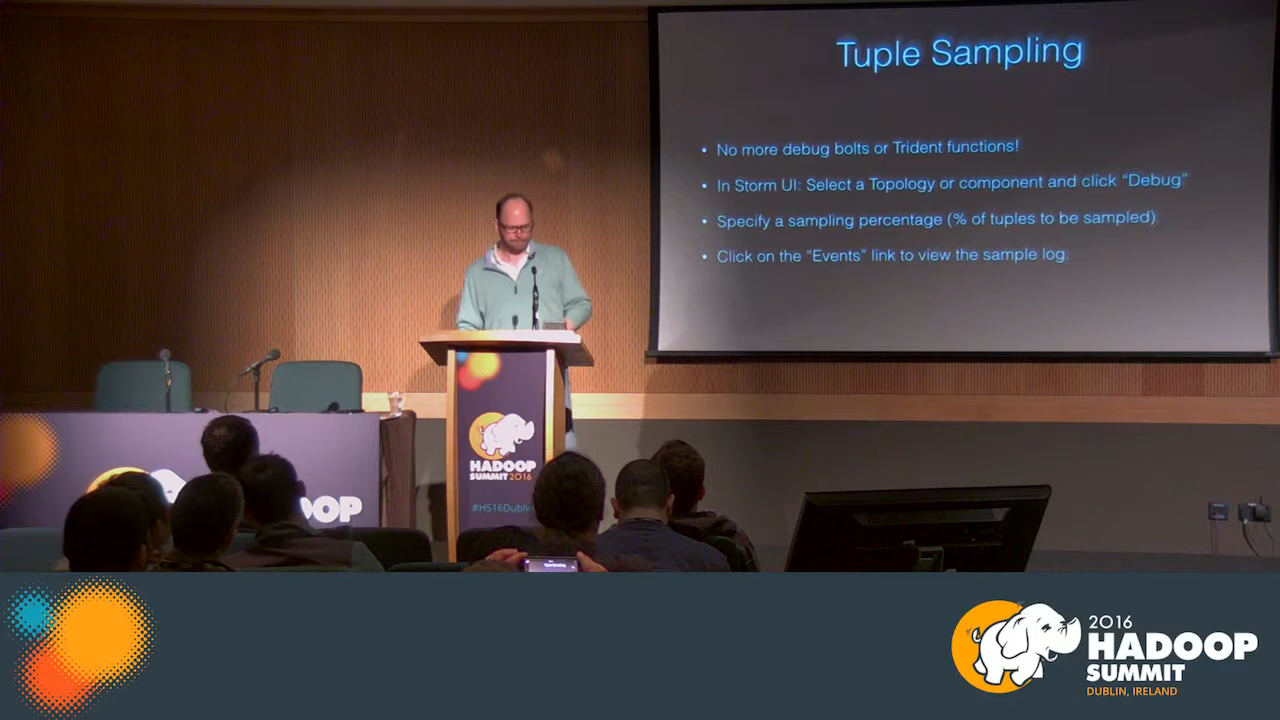 Tuple Sampling
• No more debug bolts or Trident functions!
• In Storm UI: Select a Topology or component and click “Debug”
• Specify a sampling percentage (% of tuples to be sampled)
• Click on the "Events" link to view the sample log.
HADOOP
SUMMIT 2016
#HS16Dublin
OOP
2016
HADOOP
SUMMIT
DUBLIN, IRELAND